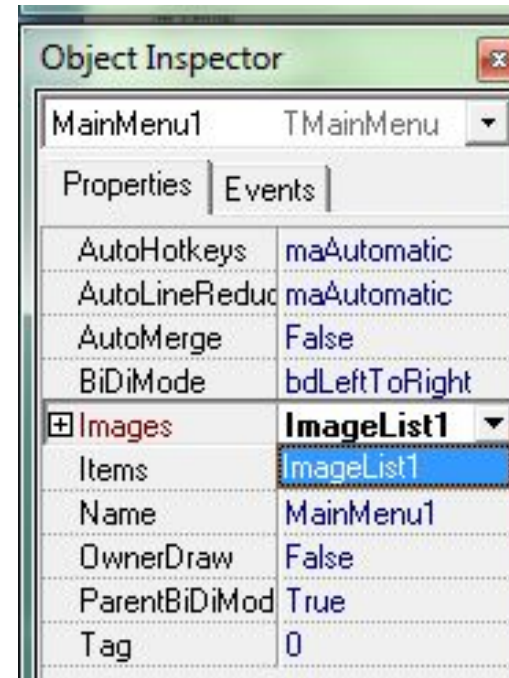 Object Inspector
MainMenu1 TMainMenu
Properties Events
AutoHotkeys maAutomatic
AutoLineReduc maAutomatic
AutoMerge False
BiDiMode bdLeftToRight
Images ImageList1
Items ImageList1
Name MainMenu1
OwnerDraw False
ParentBiDiMod True
Tag 0